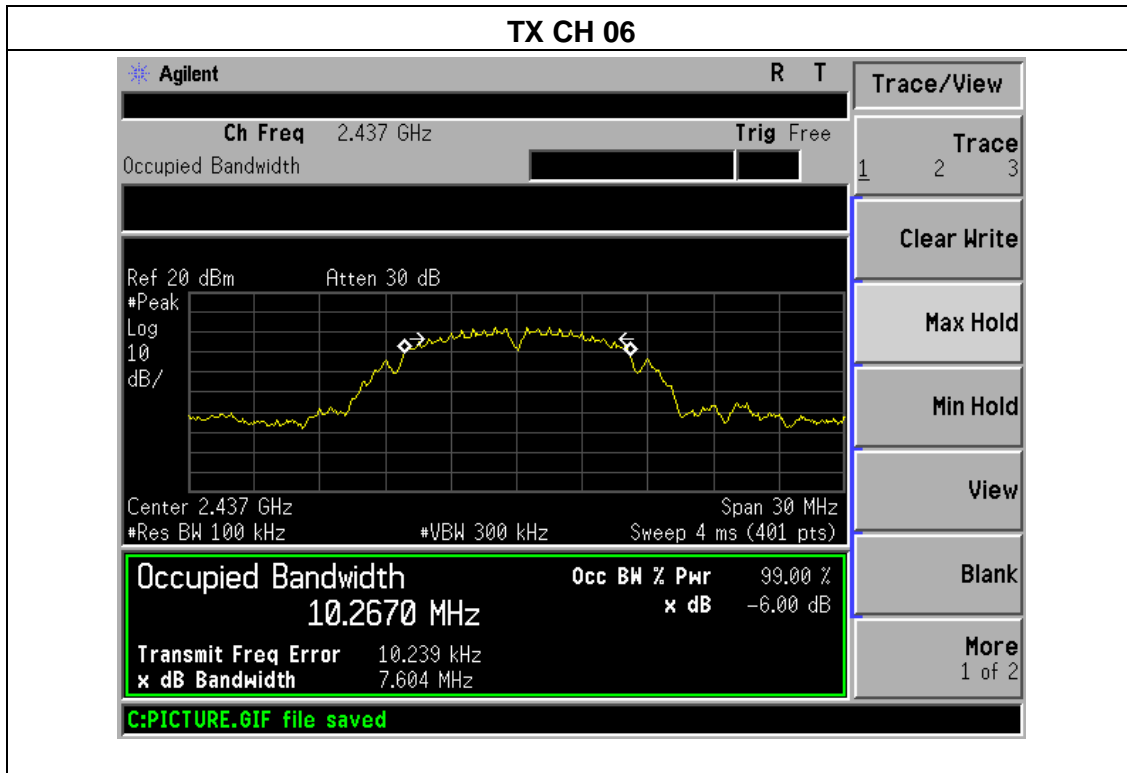 TX CH 06
Agilent
R T
Trace/View
Ch Freq 2.437 GHz
Trig Free
Occupied Bandwidth
Trace
1 2 3
Clear Write
Ref 20 dBm Atten 30 dB
#Peak
Log
10
dB/
Max Hold
Min Hold
View
Center 2.437 GHz Span 30 MHz
#Res BW 100 kHz #VBW 300 kHz Sweep 4 ms (401 pts)
Occupied Bandwidth
10.2670 MHz
Occ BW % Pwr 99.00 %
x dB -6.00 dB
Blank
Transmit Freq Error 10.239 kHz
x dB Bandwidth 7.604 MHz
More
1 of 2
C:PICTURE.GIF file saved